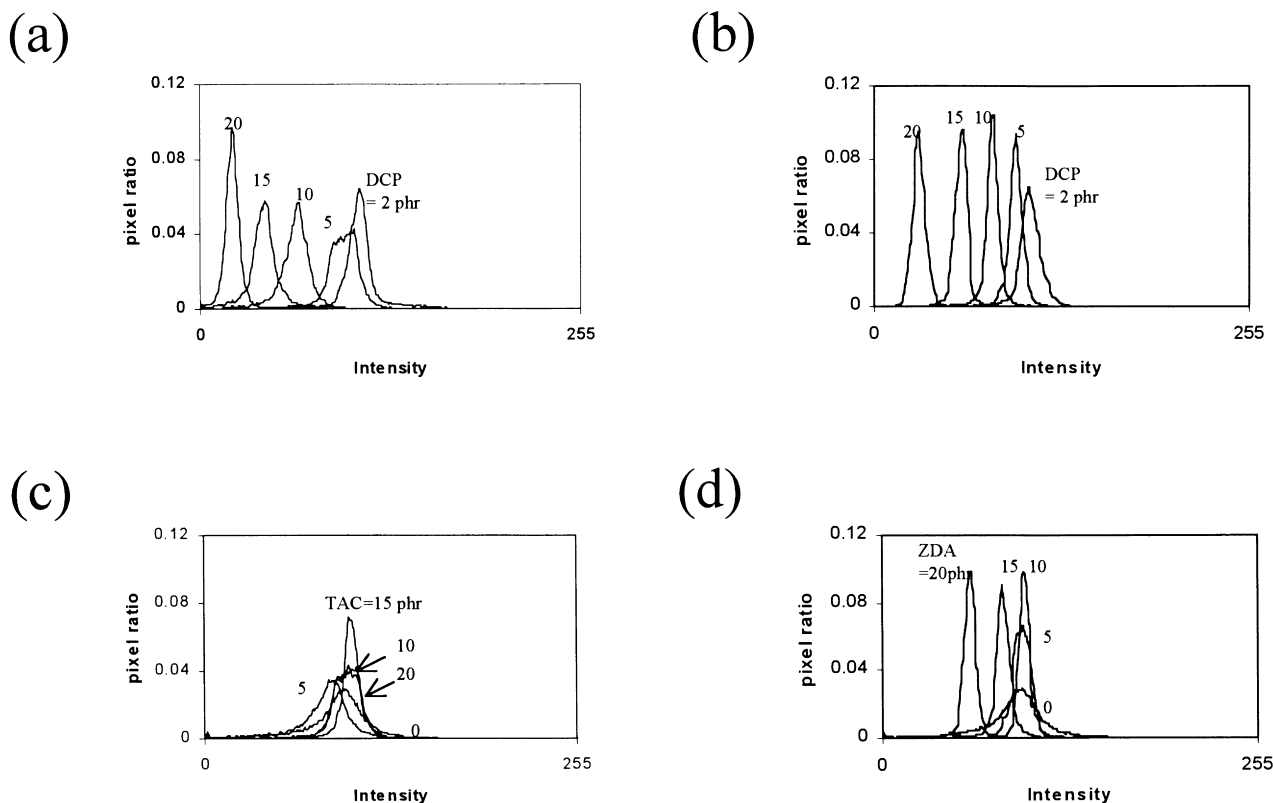 (a)
(b)
0.12
0.08
0.04
0
pixel ratio
20
15
10
5
DCP
= 2 phr
0
255
Intensity
0.12
0.08
0.04
0
pixel ratio
20
15
10
5
DCP
= 2 phr
0
255
Intensity
(c)
(d)
0.12
0.08
0.04
0
pixel ratio
TAC=15 phr
10
20
5
0
0
255
Intensity
0.12
0.08
0.04
0
pixel ratio
ZDA
=20phr
15
10
5
0
0
255
Intensity